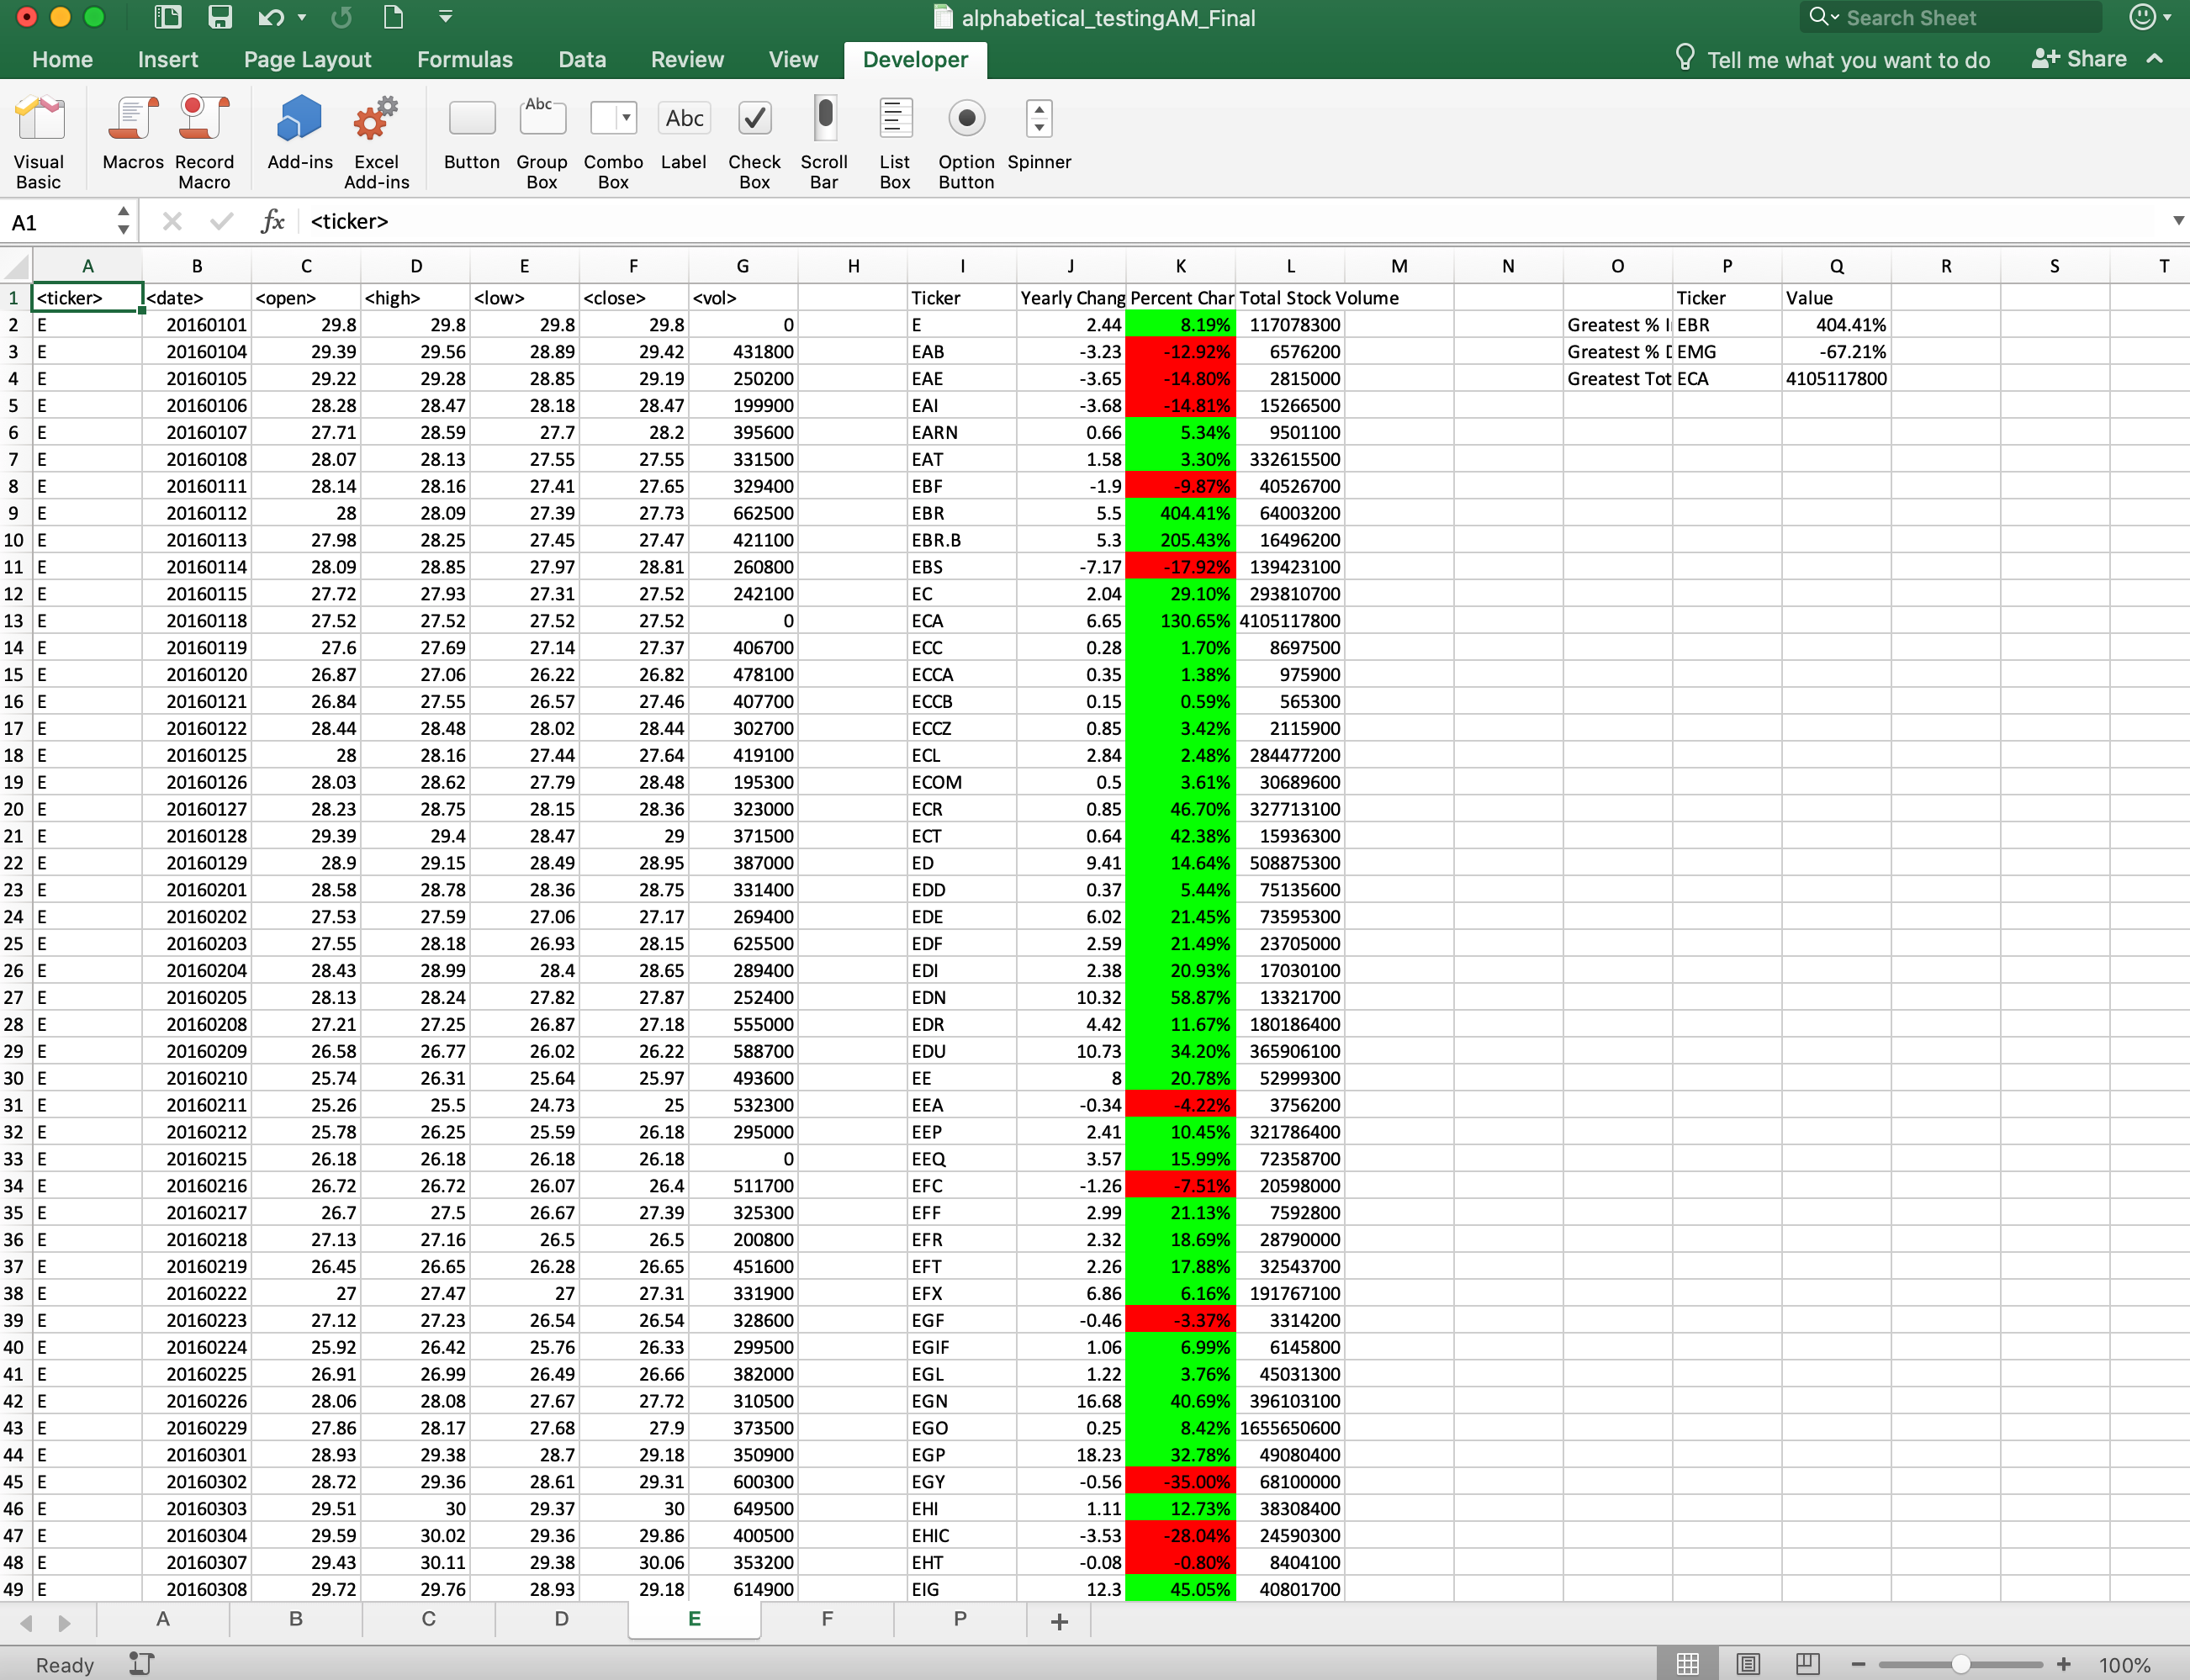 alphabetical_testingAM_Final
Search Sheet
Home Insert Page Layout Formulas Data Review View Developer Tell me what you want to do Share
Visual Basic Macros Record Macro Add-ins Excel Add-ins Button Group Box Combo Box Label Check Box Scroll Bar List Box Option Button Spinner
Abc Abc
A1 fx <ticker>
A B C D E F G H I J K L M N O P Q R S T
1 <ticker> <date> <open> <high> <low> <close> <vol> Ticker Yearly Chang Percent Char Total Stock Volume Ticker Value
2 E 20160101 29.8 29.8 29.8 29.8 0 E 2.44 8.19% 117078300 Greatest % I EBR 404.41%
3 E 20160104 29.39 29.56 28.89 29.42 431800 EAB -3.23 -12.92% 6576200 Greatest % D EMG -67.21%
4 E 20160105 29.22 29.28 28.85 29.19 250200 EAE -3.65 -14.80% 2815000 Greatest Tot ECA 4105117800
5 E 20160106 28.28 28.47 28.18 28.47 199900 EAI -3.68 -14.81% 15266500
6 E 20160107 27.71 28.59 27.7 28.2 395600 EARN 0.66 5.34% 9501100
7 E 20160108 28.07 28.13 27.55 27.55 331500 EAT 1.58 3.30% 332615500
8 E 20160111 28.14 28.16 27.41 27.65 329400 EBF -1.9 -9.87% 40526700
9 E 20160112 28 28.09 27.39 27.73 662500 EBR 5.5 404.41% 64003200
10 E 20160113 27.98 28.25 27.45 27.47 421100 EBR.B 5.3 205.43% 16496200
11 E 20160114 28.09 28.85 27.97 28.81 260800 EBS -7.17 -17.92% 139423100
12 E 20160115 27.72 27.93 27.31 27.52 242100 EC 2.04 29.10% 293810700
13 E 20160118 27.52 27.52 27.52 27.52 0 ECA 6.65 130.65% 4105117800
14 E 20160119 27.6 27.69 27.14 27.37 406700 ECC 0.28 1.70% 8697500
15 E 20160120 26.87 27.06 26.22 26.82 478100 ECCA 0.35 1.38% 975900
16 E 20160121 26.84 27.55 26.57 27.46 407700 ECCB 0.15 0.59% 565300
17 E 20160122 28.44 28.48 28.02 28.44 302700 ECCZ 0.85 3.42% 2115900
18 E 20160125 28 28.16 27.44 27.64 419100 ECL 2.84 2.48% 284477200
19 E 20160126 28.03 28.62 27.79 28.48 195300 ECOM 0.5 3.61% 30689600
20 E 20160127 28.23 28.75 28.15 28.36 323000 ECR 0.85 46.70% 327713100
21 E 20160128 29.39 29.4 28.47 29 371500 ECT 0.64 42.38% 15936300
22 E 20160129 28.9 29.15 28.49 28.95 387000 ED 9.41 14.64% 508875300
23 E 20160201 28.58 28.78 28.36 28.75 331400 EDD 0.37 5.44% 75135600
24 E 20160202 27.53 27.59 27.06 27.17 269400 EDE 6.02 21.45% 73595300
25 E 20160203 27.55 28.18 26.93 28.15 625500 EDF 2.59 21.49% 23705000
26 E 20160204 28.43 28.99 28.4 28.65 289400 EDI 2.38 20.93% 17030100
27 E 20160205 28.13 28.24 27.82 27.87 252400 EDN 10.32 58.87% 13321700
28 E 20160208 27.21 27.25 26.87 27.18 555000 EDR 4.42 11.67% 180186400
29 E 20160209 26.58 26.77 26.02 26.22 588700 EDU 10.73 34.20% 365906100
30 E 20160210 25.74 26.31 25.64 25.97 493600 EE 8 20.78% 52999300
31 E 20160211 25.26 25.5 24.73 25 532300 EEA -0.34 -4.22% 3756200
32 E 20160212 25.78 26.25 25.59 26.18 295000 EEP 2.41 10.45% 321786400
33 E 20160215 26.18 26.18 26.18 26.18 0 EEQ 3.57 15.99% 72358700
34 E 20160216 26.72 26.72 26.07 26.4 511700 EFC -1.26 -7.51% 20598000
35 E 20160217 26.7 27.5 26.67 27.39 325300 EFF 2.99 21.13% 7592800
36 E 20160218 27.13 27.16 26.5 26.5 200800 EFR 2.32 18.69% 28790000
37 E 20160219 26.45 26.65 26.28 26.65 451600 EFT 2.26 17.88% 32543700
38 E 20160222 27 27.47 27 27.31 331900 EFX 6.86 6.16% 191767100
39 E 20160223 27.12 27.23 26.54 26.54 328600 EGF -0.46 -3.37% 3314200
40 E 20160224 25.92 26.42 25.76 26.33 299500 EGIF 1.06 6.99% 6145800
41 E 20160225 26.91 26.99 26.49 26.66 382000 EGL 1.22 3.76% 45031300
42 E 20160226 28.06 28.08 27.67 27.72 310500 EGN 16.68 40.69% 396103100
43 E 20160229 27.86 28.17 27.68 27.9 373500 EGO 0.25 8.42% 1655650600
44 E 20160301 28.93 29.38 28.7 29.18 350900 EGP 18.23 32.78% 49080400
45 E 20160302 28.72 29.36 28.61 29.31 600300 EGY -0.56 -35.00% 68100000
46 E 20160303 29.51 30 29.37 30 649500 EHI 1.11 12.73% 38308400
47 E 20160304 29.59 30.02 29.36 29.86 400500 EHIC -3.53 -28.04% 24590300
48 E 20160307 29.43 30.11 29.38 30.06 353200 EHT -0.08 -0.80% 8404100
49 E 20160308 29.72 29.76 28.93 29.18 614900 EIG 12.3 45.05% 40801700
A B C D E F P +
Ready 100%